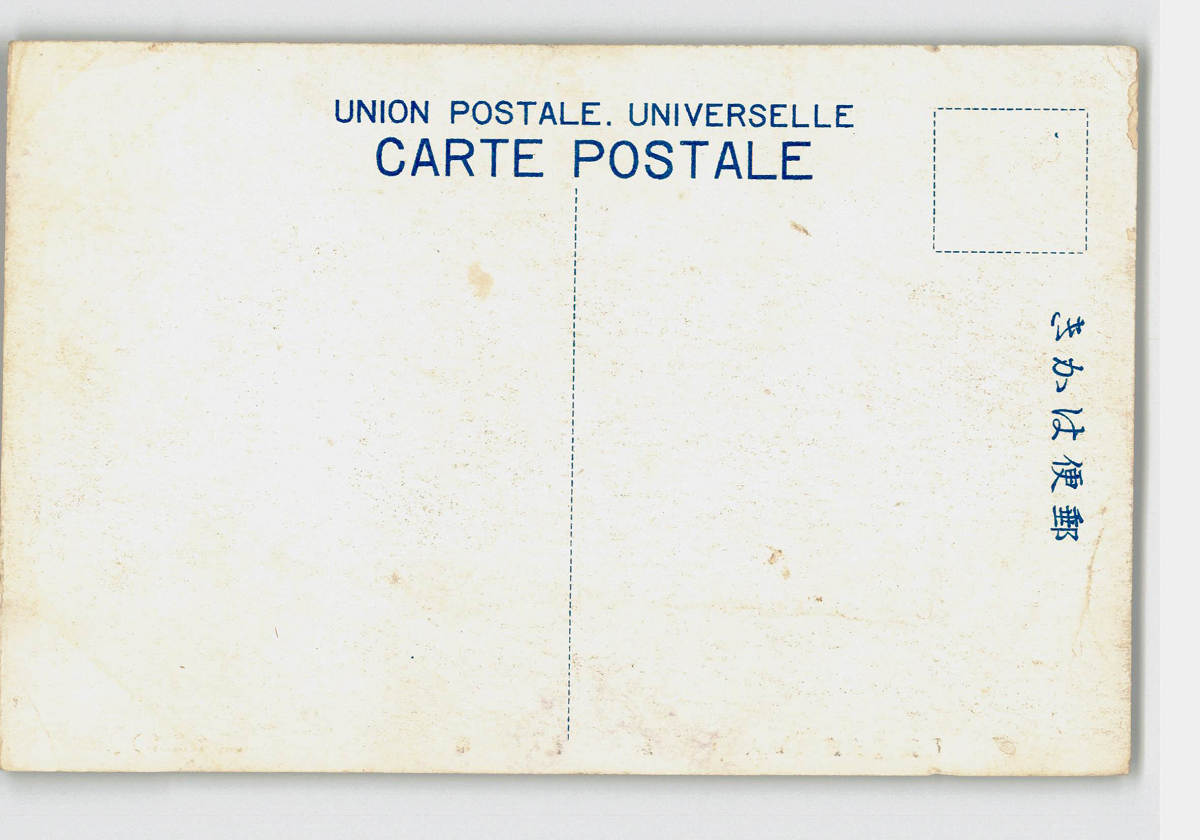 UNION POSTALE. UNIVERSELLE
CARTE POSTALE
郵便はかき